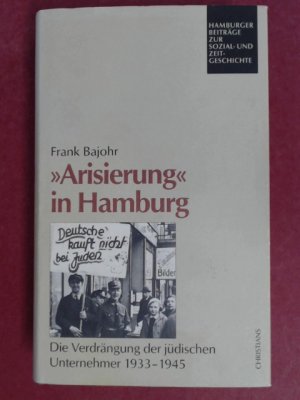 HAMBURGER
BEITRÄGE
ZUR
SOZIAL- UND
ZEIT-
GESCHICHTE
Frank Bajohr
»Arisierung«
in Hamburg
Deutsche
kauft nicht
bei Juden
Bilder
Die Verdrängung der jüdischen
Unternehmer 1933–1945
CHRISTIANS